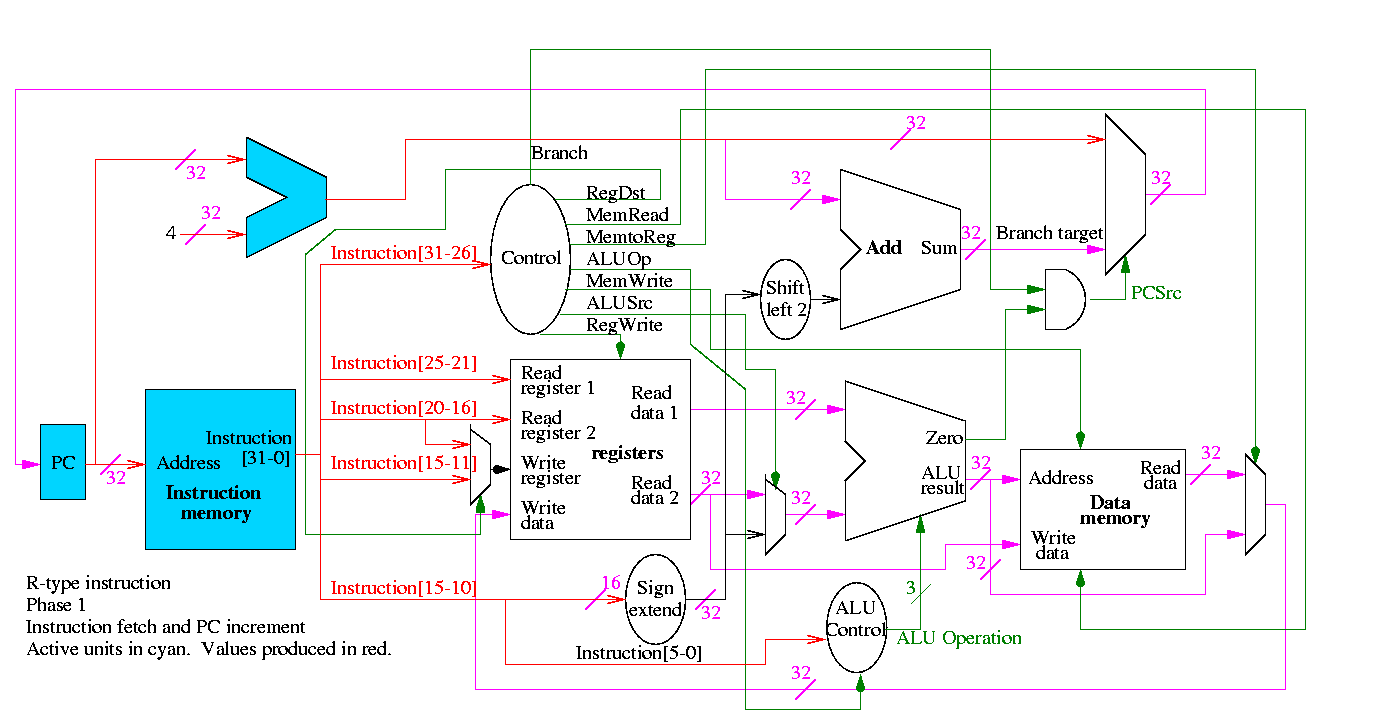 32
Branch
32
32
32
32
32
4
RegDst
MemRead
MemtoReg
ALUOp
MemWrite
ALUSrc
RegWrite
Instruction[31-26]
Control
Add
Sum
32
Branch target
Shift
left 2
PCSrc
Instruction[25-21]
Instruction[20-16]
Instruction[15-11]
Read
register 1
Read
register 2
Write
register
Write
data
registers
Read
data 1
Read
data 2
32
32
32
Zero
ALU
result
32
PC
32
Instruction
[31-0]
Address
Instruction
memory
Address
Read
data
Data
memory
Write
data
32
32
R-type instruction
Phase 1
Instruction fetch and PC increment
Active units in cyan.  Values produced in red.
Instruction[15-10]
16
Sign
extend
32
Instruction[5-0]
ALU
Control
3
ALU Operation
32